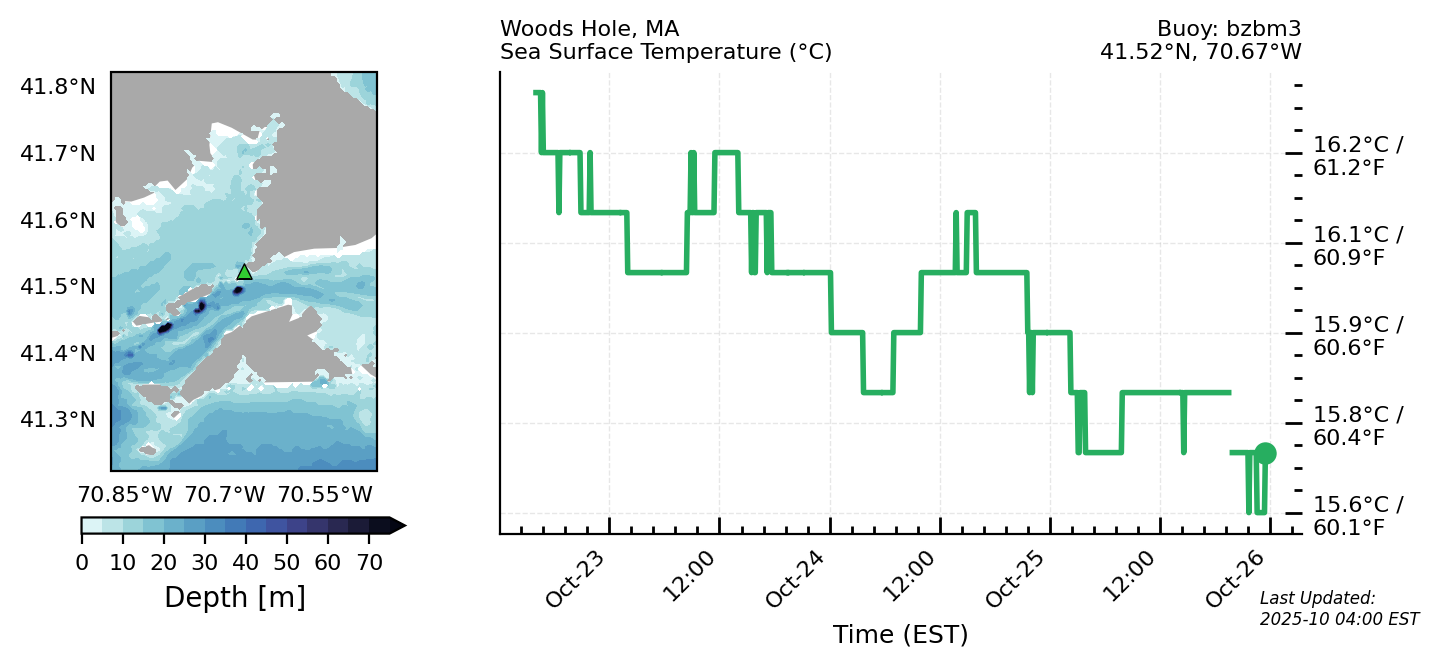 Woods Hole, MA
Sea Surface Temperature (°C)
Buoy: bzbm3
41.52°N, 70.67°W
41.8°N
41.7°N
41.6°N
41.5°N
41.4°N
41.3°N
70.85°W 70.7°W 70.55°W
0 10 20 30 40 50 60 70
Depth [m]
16.2°C /
61.2°F
16.1°C /
60.9°F
15.9°C /
60.6°F
15.8°C /
60.4°F
15.6°C /
60.1°F
Oct-23 12:00 Oct-24 12:00 Oct-25 12:00 Oct-26
Time (EST)
Last Updated:
2025-10 04:00 EST